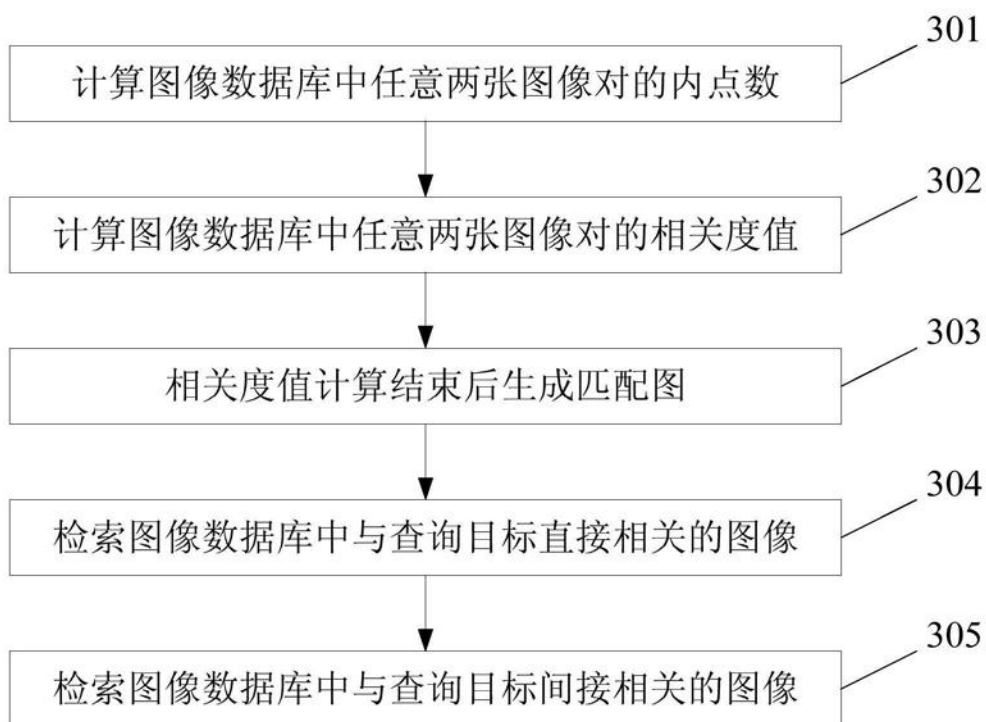 301
计算图像数据库中任意两张图像对的内点数
302
计算图像数据库中任意两张图像对的相关度值
303
相关度值计算结束后生成匹配图
304
检索图像数据库中与查询目标直接相关的图像
305
检索图像数据库中与查询目标间接相关的图像